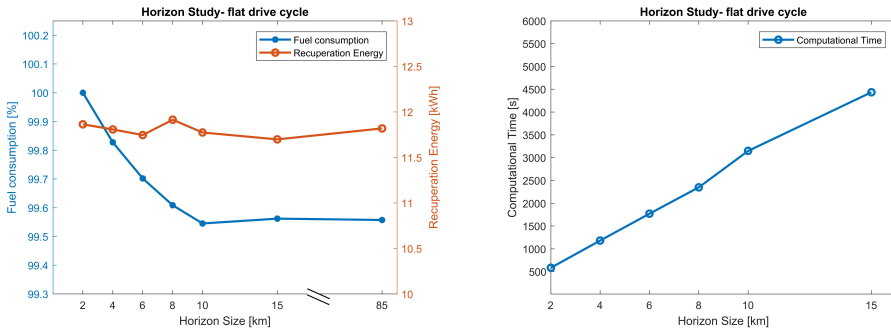 Horizon Study- flat drive cycle
Fuel consumption
Recuperation Energy
100.2
100.1
100
99.9
99.8
99.7
99.6
99.5
99.4
99.3
Fuel consumption [%]
13
12.5
12
11.5
11
10.5
10
Recuperation Energy [kWh]
2 4 6 8 10 15 85
Horizon Size [km]
Horizon Study- flat drive cycle
Computational Time
6000
5500
5000
4500
4000
3500
3000
2500
2000
1500
1000
500
Computational Time [s]
2 4 6 8 10 15
Horizon Size [km]